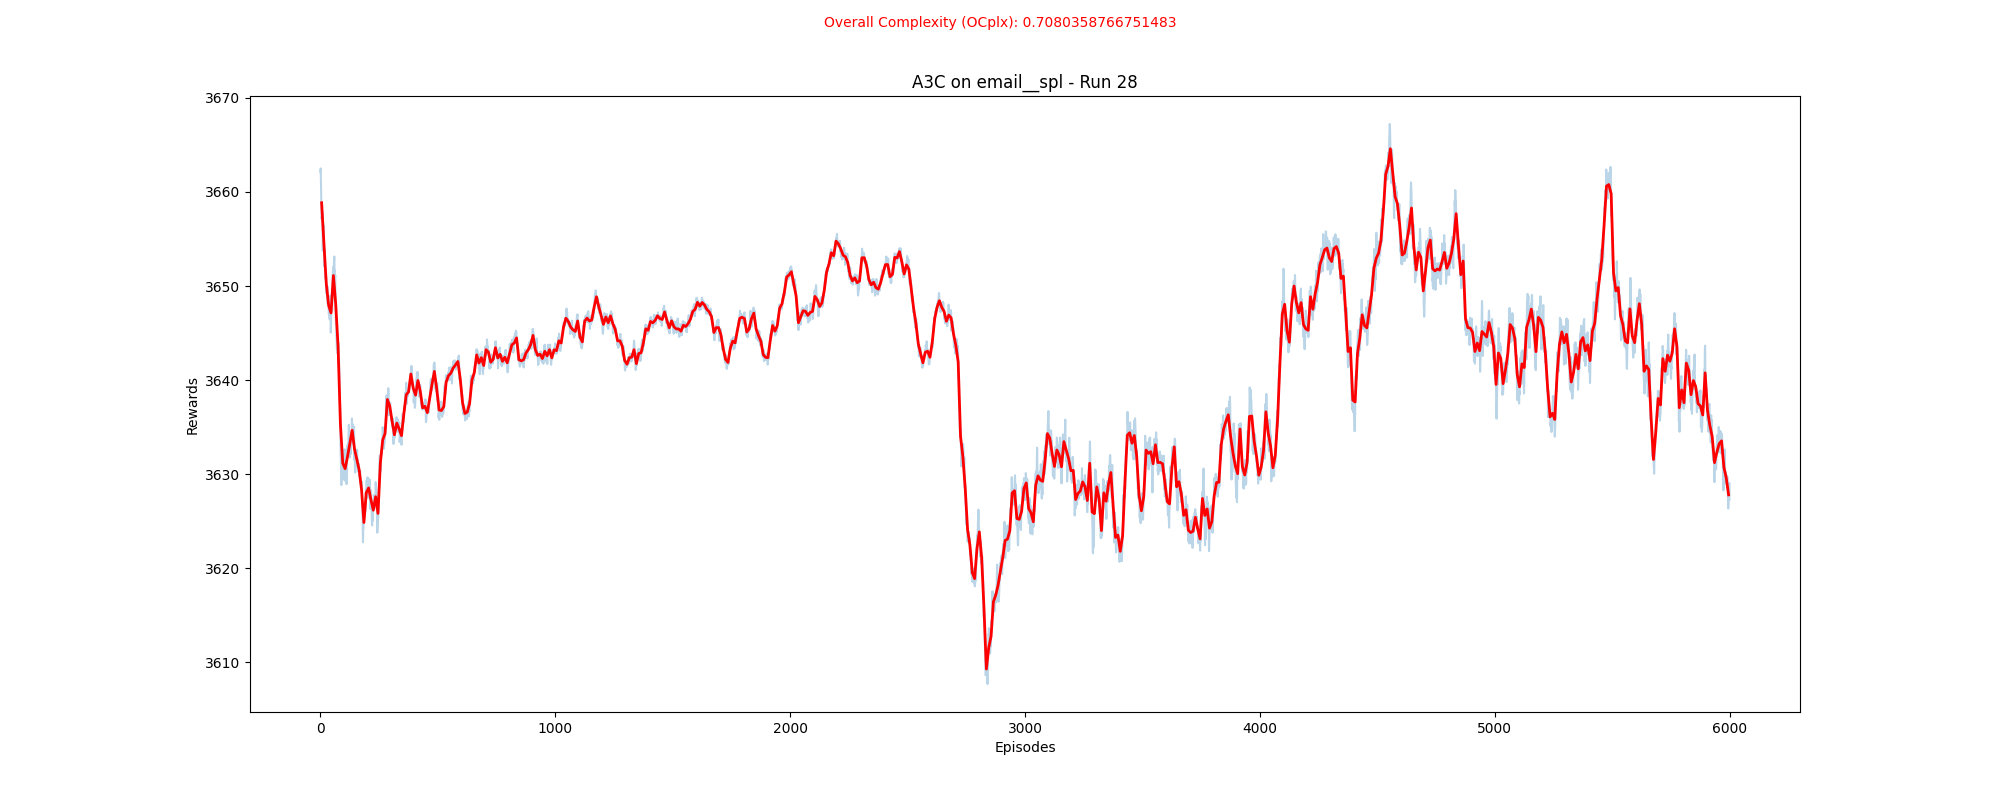 Overall Complexity (OCplx): 0.7080358766751483
A3C on email__spl - Run 28
3670
3660
3650
3640
3630
3620
3610
Rewards
0 1000 2000 3000 4000 5000 6000
Episodes